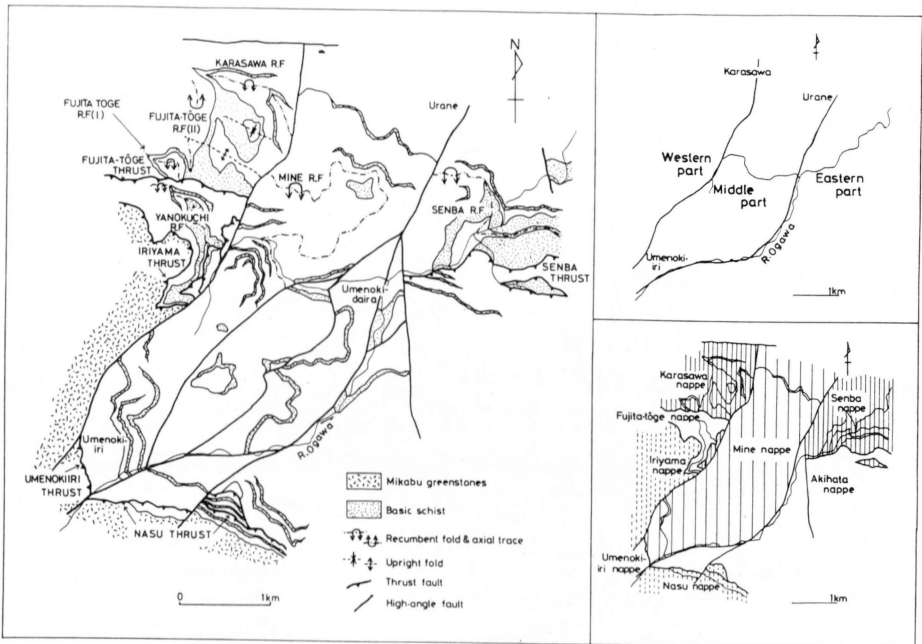 N
KARASAWA R.F
FUJITA TOGE
R.F(I)
FUJITA-TŌGE
R.F(II)
Urane
FUJITA-TŌGE
THRUST
MINE R.F
YANOKUCHI
R.F
SENBA R.F
IRIYAMA
THRUST
SENBA
THRUST
Umenoki-
daira
Umenoki-
iri
R.Ogawa
UMENOKIIRI
THRUST
NASU THRUST
Mikabu greenstones
Basic schist
Recumbent fold & axial trace
Upright fold
Thrust fault
High-angle fault
0 1km
Karasawa
Urane
Western
part
Middle
part
Eastern
part
Umenoki-
iri
R.Ogawa
1km
Karasawa
nappe
Senba
nappe
Fujita-tōge nappe
Iriyama
nappe
Mine nappe
Akihata
nappe
Umenoki-
iri nappe
Nasu nappe
1km